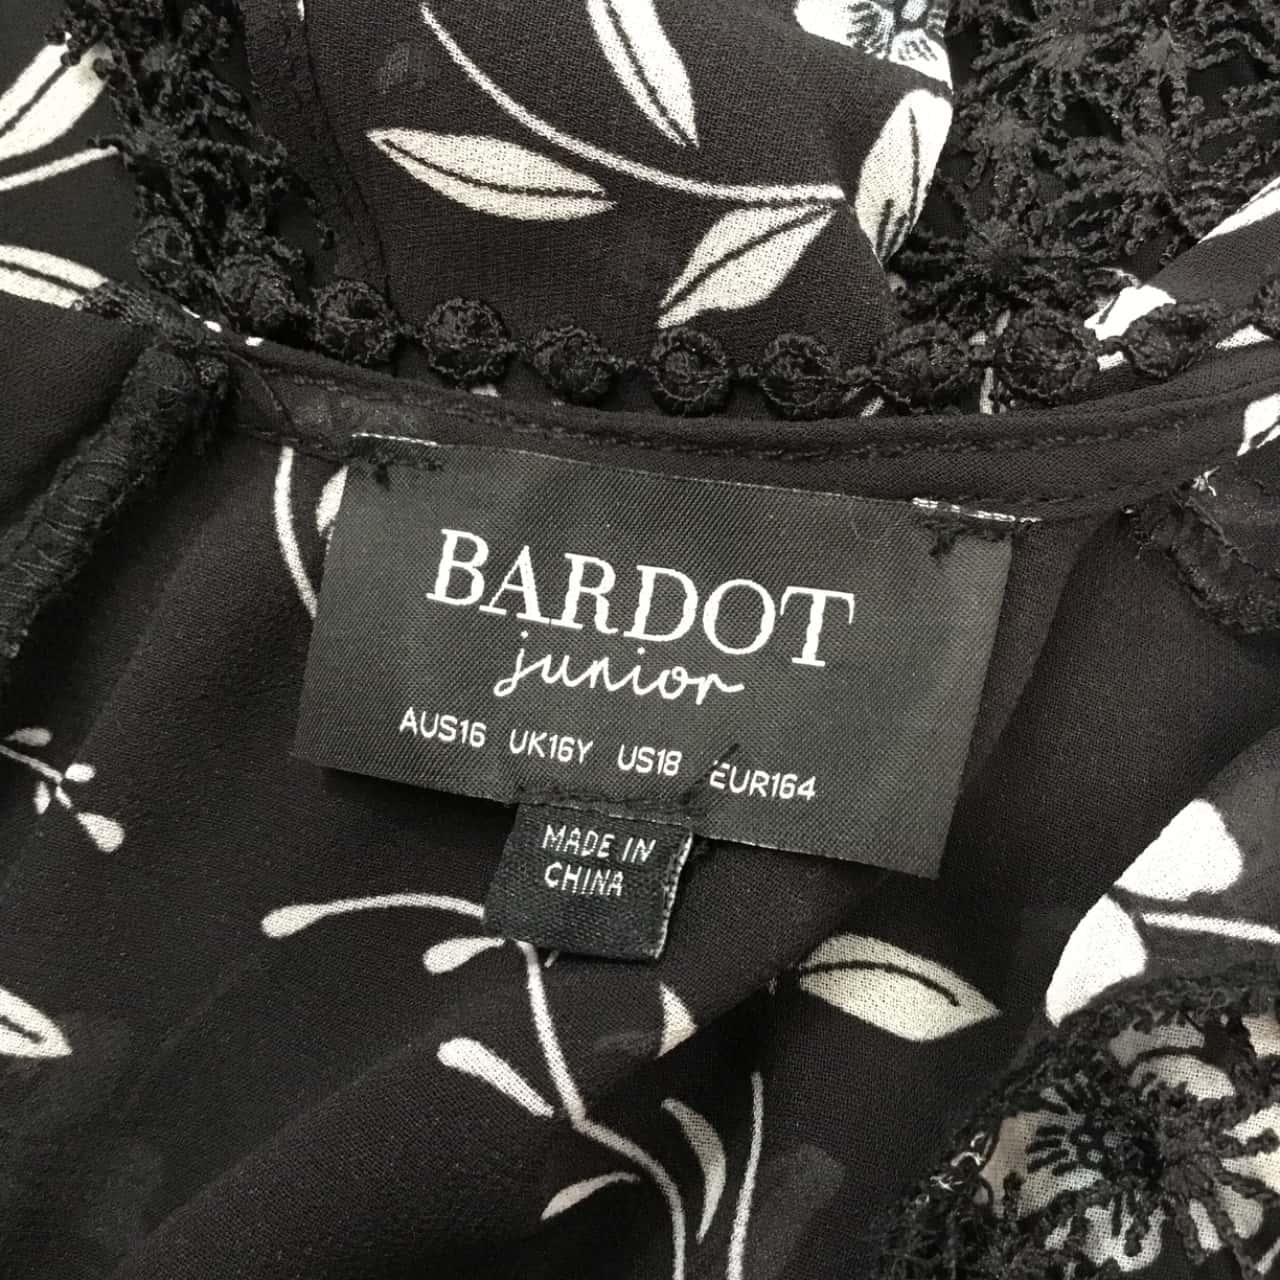 BARDOT
junior
AUS16 UK16Y US18 EUR164
MADE IN
CHINA